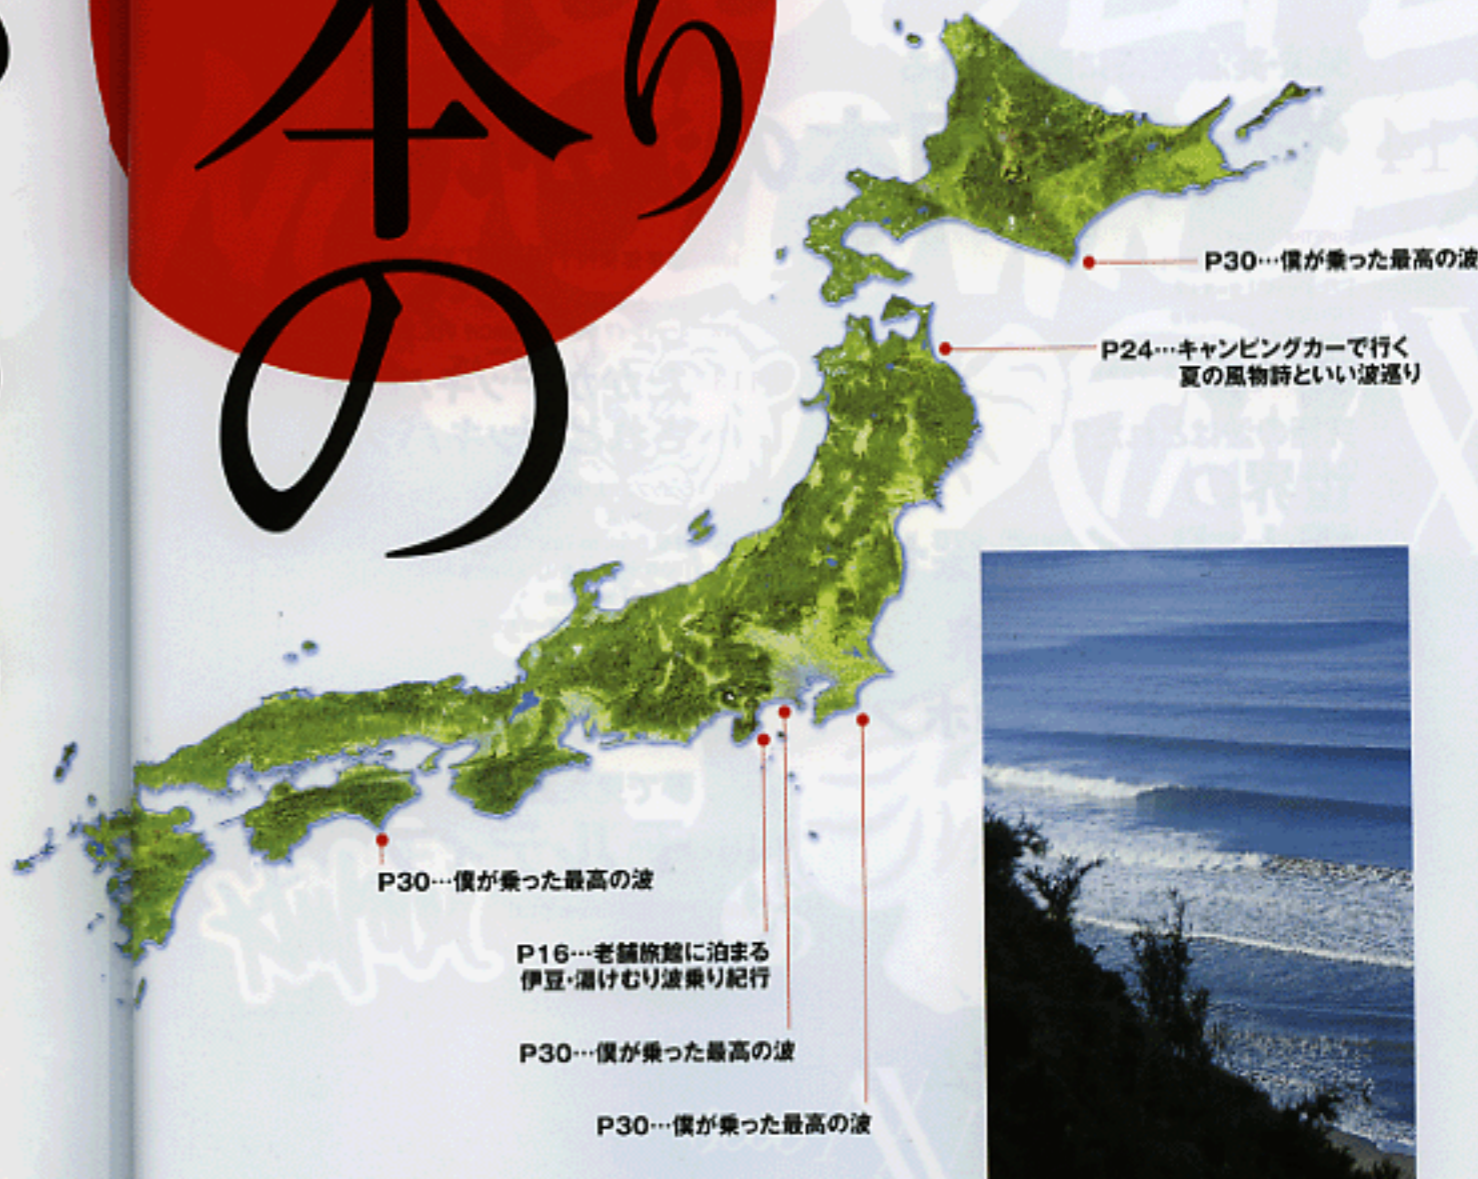 本
の
り
P30…僕が乗った最高の波
P24…キャンピングカーで行く
夏の風物詩といい波巡り
P30…僕が乗った最高の波
P16…老舗旅館に泊まる
伊豆・湯けむり波乗り紀行
P30…僕が乗った最高の波
P30…僕が乗った最高の波